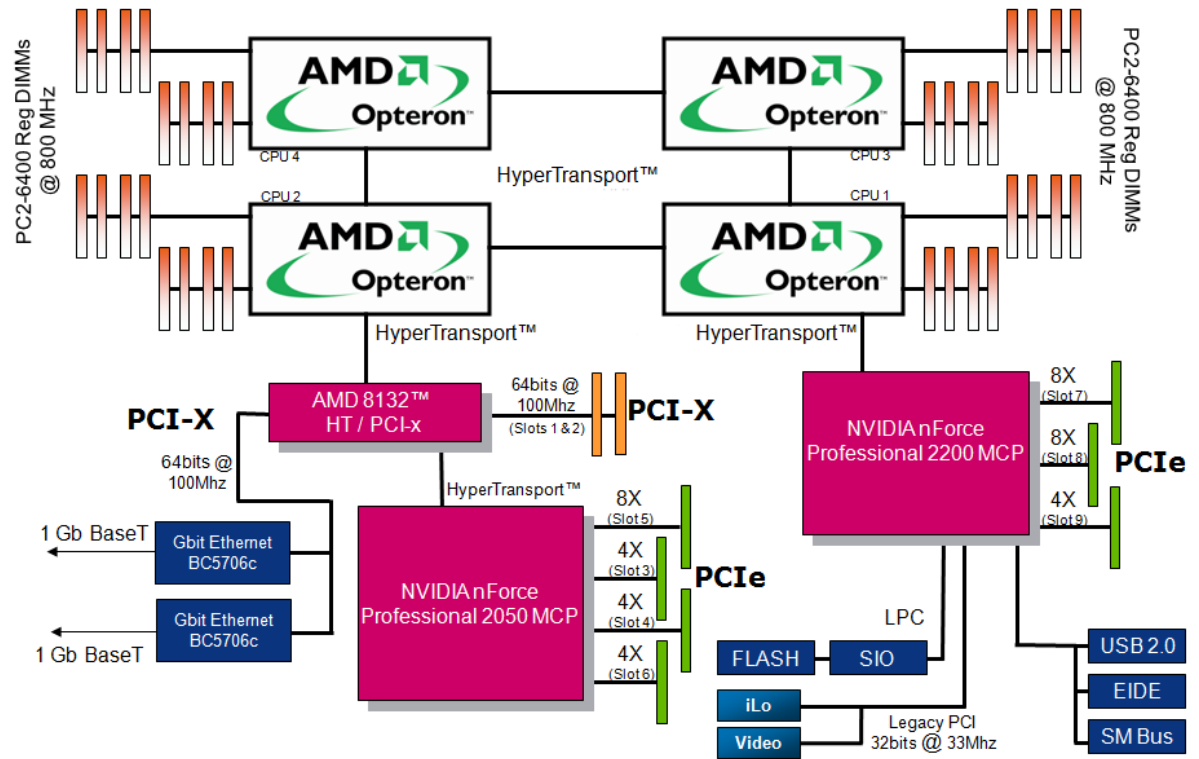 PC2-6400 Reg DIMMs
@ 800 MHz
AMD
Opteron™
CPU 4
AMD
Opteron™
CPU 3
PC2-6400 Reg DIMMs
@ 800 MHz
HyperTransport™
CPU 2
AMD
Opteron™
CPU 1
AMD
Opteron™
HyperTransport™
HyperTransport™
PCI-X
AMD 8132™
HT / PCI-x
64bits @
100Mhz
(Slots 1 & 2)
PCI-X
64bits @
100Mhz
HyperTransport™
1 Gb BaseT
Gbit Ethernet
BC5706c
Gbit Ethernet
BC5706c
1 Gb BaseT
NVIDIA nForce
Professional 2050 MCP
8X
(Slot 5)
4X
(Slot 3)
4X
(Slot 4)
4X
(Slot 6)
PCIe
NVIDIA nForce
Professional 2200 MCP
8X
(Slot 7)
8X
(Slot 8)
4X
(Slot 9)
PCIe
LPC
FLASH
SIO
iLo
Video
Legacy PCI
32bits @ 33Mhz
USB 2.0
EIDE
SM Bus